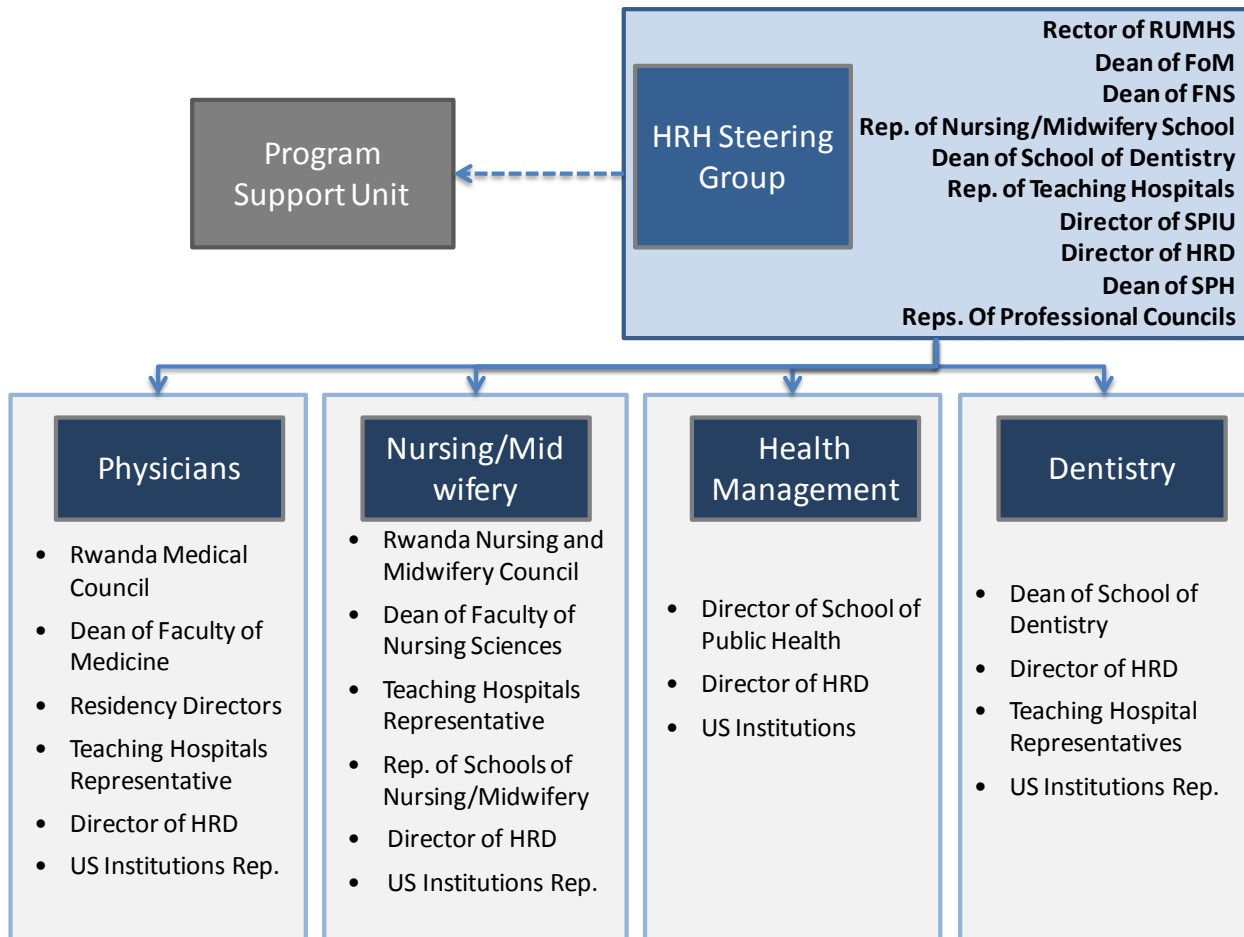 Program
Support Unit
HRH Steering
Group
Rector of RUMHS
Dean of FoM
Dean of FNS
Rep. of Nursing/Midwifery School
Dean of School of Dentistry
Rep. of Teaching Hospitals
Director of SPIU
Director of HRD
Dean of SPH
Reps. Of Professional Councils
Physicians
• Rwanda Medical
Council
• Dean of Faculty of
Medicine
• Residency Directors
• Teaching Hospitals
Representative
• Director of HRD
• US Institutions Rep.
Nursing/Mid
wifery
• Rwanda Nursing and
Midwifery Council
• Dean of Faculty of
Nursing Sciences
• Teaching Hospitals
Representative
• Rep. of Schools of
Nursing/Midwifery
• Director of HRD
• US Institutions Rep.
Health
Management
• Director of School of
Public Health
• Director of HRD
• US Institutions
Dentistry
• Dean of School of
Dentistry
• Director of HRD
• Teaching Hospital
Representatives
• US Institutions Rep.